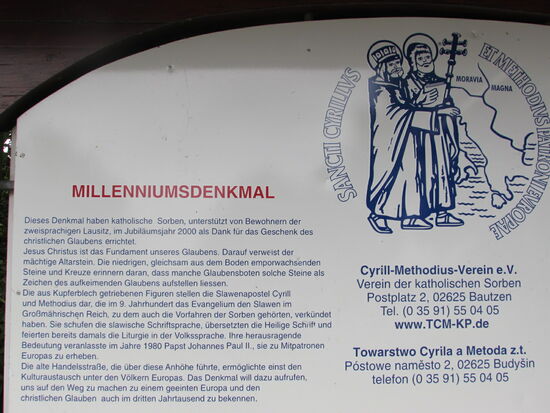 SANCTI CYRILLVS
ET METHODIVS PATRONI EVROPAE
MORAVIA
MAGNA
MILLENNIUMSDENKMAL
Dieses Denkmal haben katholische Sorben, unterstützt von Bewohnern der
zweisprachigen Lausitz, im Jubiläumsjahr 2000 als Dank für das Geschenk des
christlichen Glaubens errichtet.
Jesus Christus ist das Fundament unseres Glaubens. Darauf verweist der
mächtige Altarstein. Die niedrigen, gleichsam aus dem Boden emporwachsenden
Steine und Kreuze erinnern daran, dass manche Glaubensboten solche Steine als
Zeichen des aufkeimenden Glaubens aufstellen liessen.
Die aus Kupferblech getriebenen Figuren stellen die Slawenapostel Cyrill
und Methodius dar, die im 9. Jahrhundert das Evangelium den Slawen im
Großmährischen Reich, zu dem auch die Vorfahren der Sorben gehörten, verkündet
haben. Sie schufen die slawische Schriftsprache, übersetzten die Heilige Schrift und
feierten bereits damals die Liturgie in der Volkssprache. Ihre herausragende
Bedeutung veranlasste im Jahre 1980 Papst Johannes Paul II., sie zu Mitpatronen
Europas zu erheben.
Die alte Handelsstraße, die über diese Anhöhe führte, ermöglichte einst den
Kulturaustausch unter den Völkern Europas. Das Denkmal will dazu aufrufen,
uns auf den Weg zu machen zu einem geeinten Europa und den
christlichen Glauben auch im dritten Jahrtausend zu bekennen.
Cyrill-Methodius-Verein e.V.
Verein der katholischen Sorben
Postplatz 2, 02625 Bautzen
Tel. (0 35 91) 55 04 05
www.TCM-KP.de
Towarstwo Cyrila a Metoda z.t.
Póstowe naměsto 2, 02625 Budyšin
telefon (0 35 91) 55 04 05